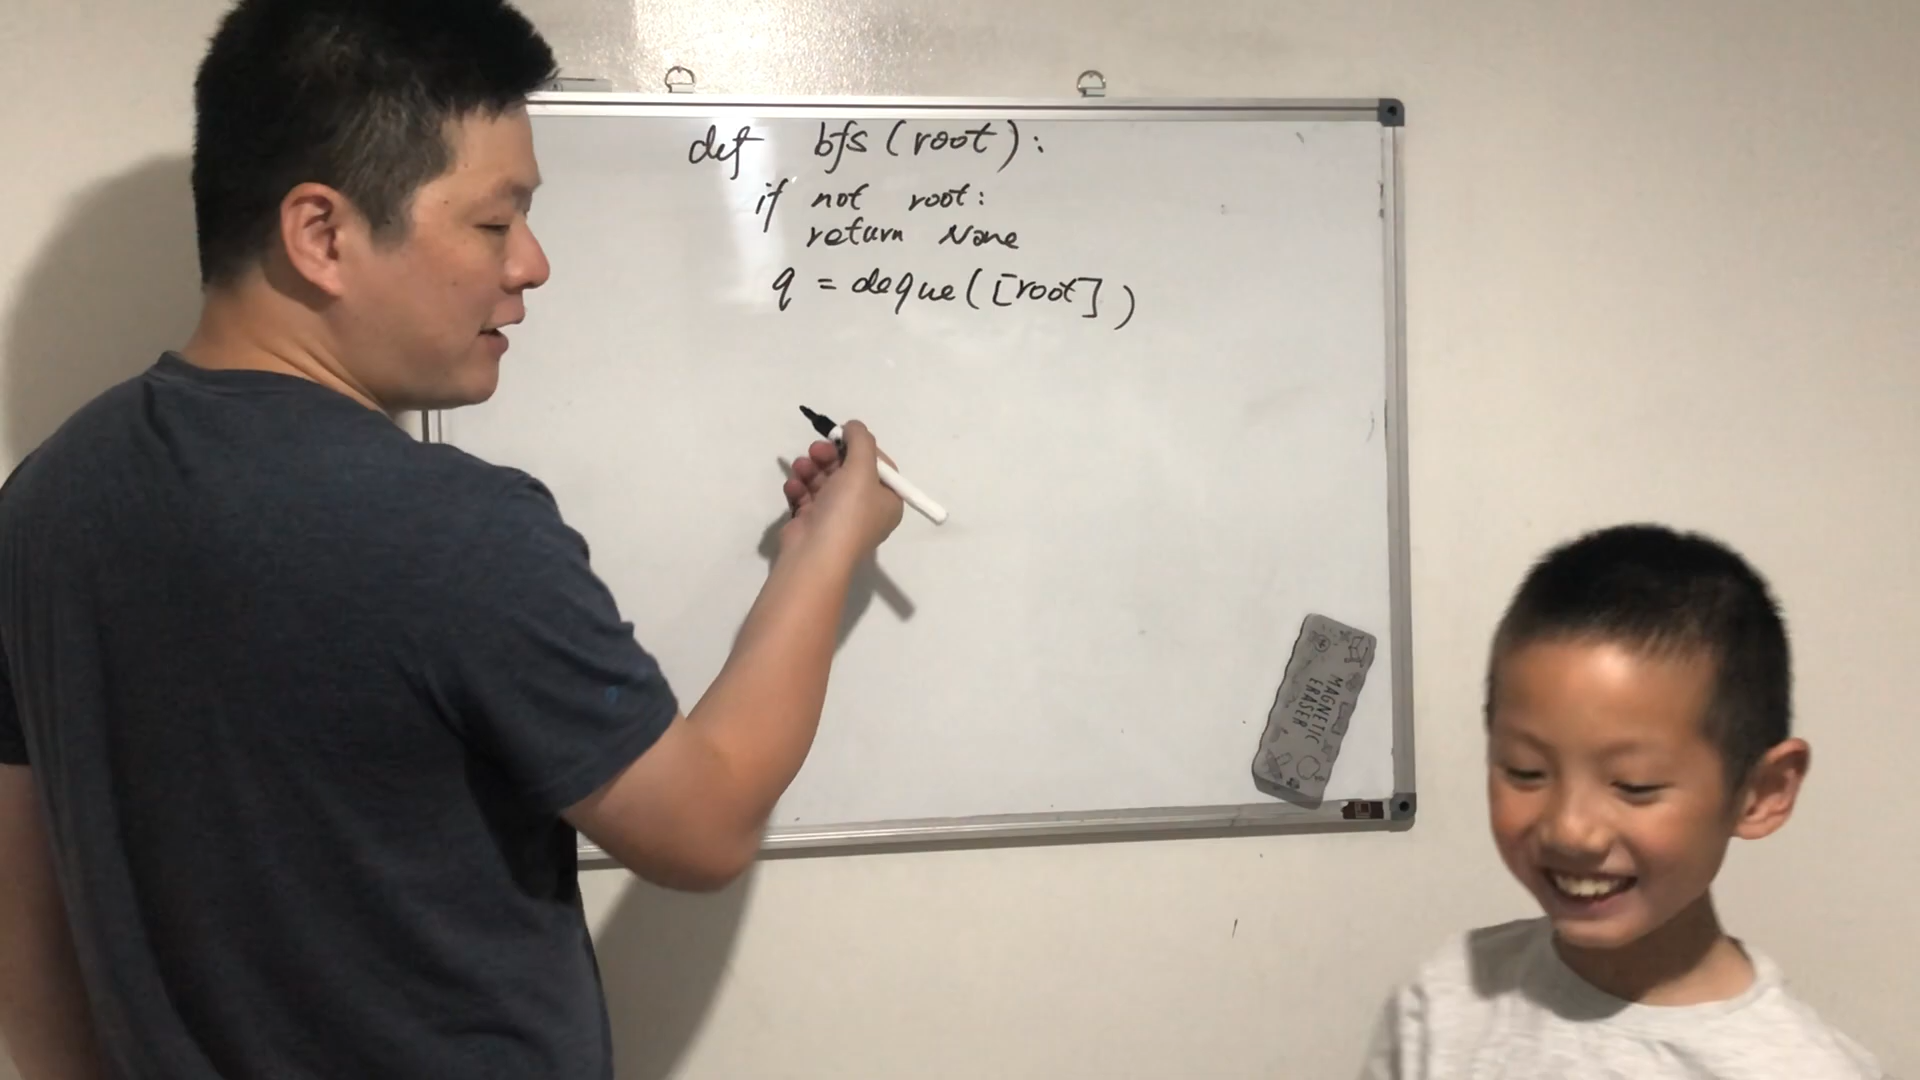 def bfs(root):
if not root:
return None
q = deque([root])
MAGNETIC
ERASER